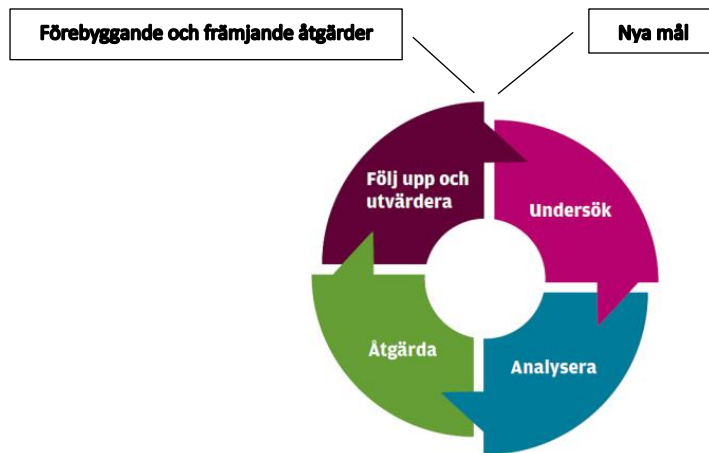 Förebyggande och främjande åtgärder
Nya mål
Följ upp och
utvärdera
Undersök
Åtgärda
Analysera